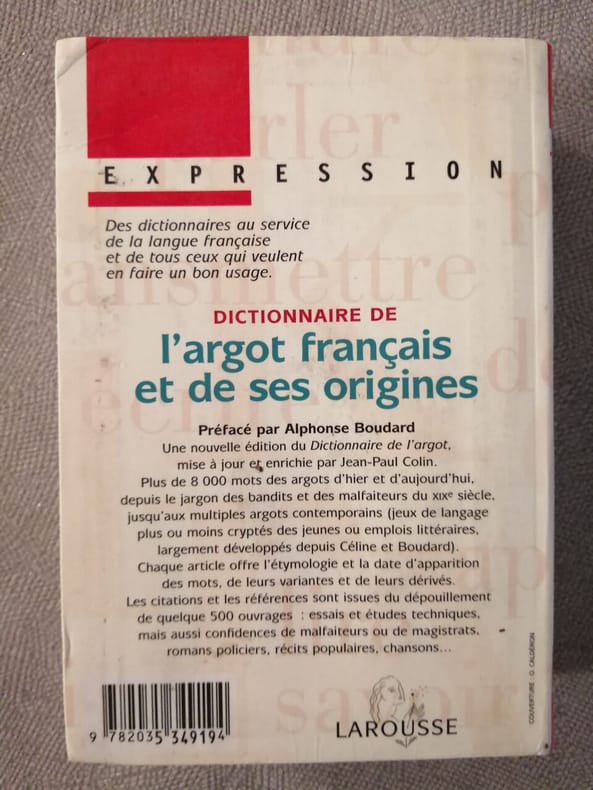 EXPRESSION
Des dictionnaires au service
de la langue française
et de tous ceux qui veulent
en faire un bon usage.
DICTIONNAIRE DE
l'argot français
et de ses origines
Préfacé par Alphonse Boudard
Une nouvelle édition du Dictionnaire de l'argot,
mise à jour et enrichie par Jean-Paul Colin.
Plus de 8 000 mots des argots d'hier et d'aujourd'hui,
depuis le jargon des bandits et des malfaiteurs du XIXe siècle,
jusqu'aux multiples argots contemporains (jeux de langage
plus ou moins cryptés des jeunes ou emplois littéraires,
largement développés depuis Céline et Boudard).
Chaque article offre l'étymologie et la date d'apparition
des mots, de leurs variantes et de leurs dérivés.
Les citations et les références sont issues du dépouillement
de quelque 500 ouvrages : essais et études techniques,
mais aussi confidences de malfaiteurs ou de magistrats,
romans policiers, récits populaires, chansons...
COUVERTURE - G. CALDERON
9 782035 349194
LAROUSSE